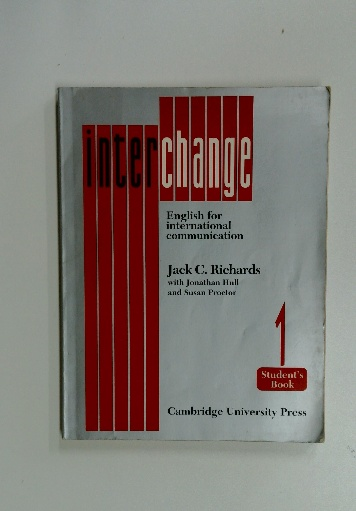 interchange
English for
international
communication
Jack C. Richards
with Jonathan Hull
and Susan Proctor
1
Student's
Book
Cambridge University Press